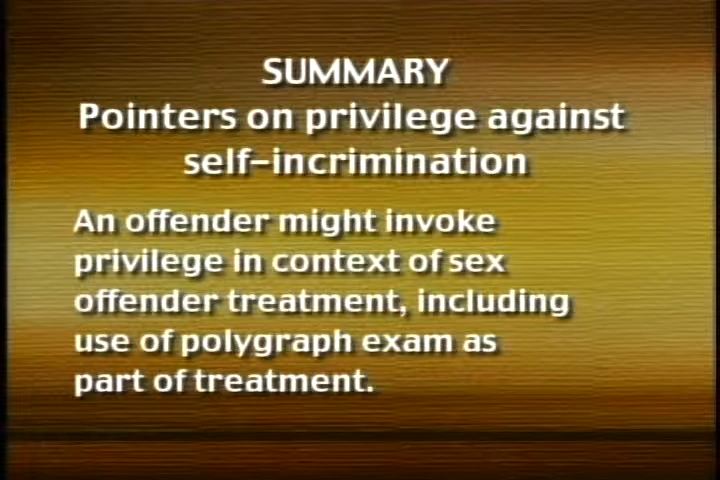 SUMMARY
Pointers on privilege against
self-incrimination
An offender might invoke
privilege in context of sex
offender treatment, including
use of polygraph exam as
part of treatment.